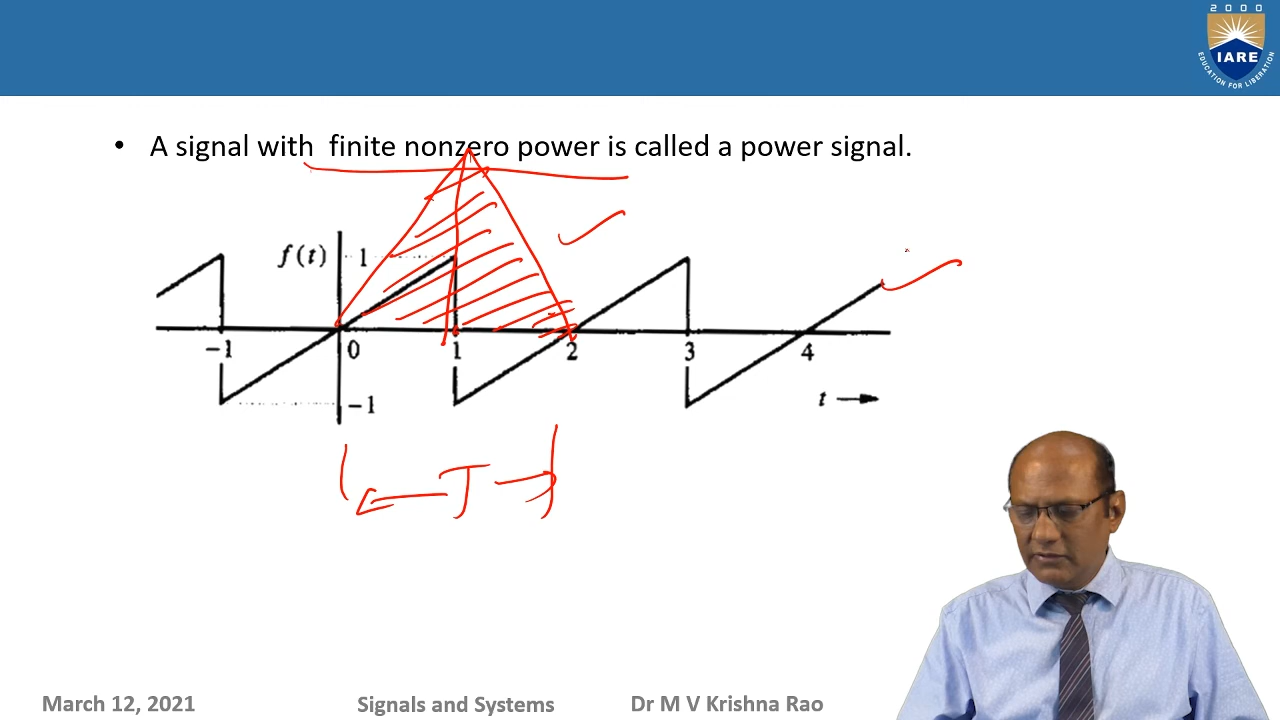 2000
IARE
EDUCATION FOR LIBERATION
• A signal with finite nonzero power is called a power signal.
f(t)
1
-1 0 1 2 3 4
-1
t
T
March 12, 2021 Signals and Systems Dr M V Krishna Rao